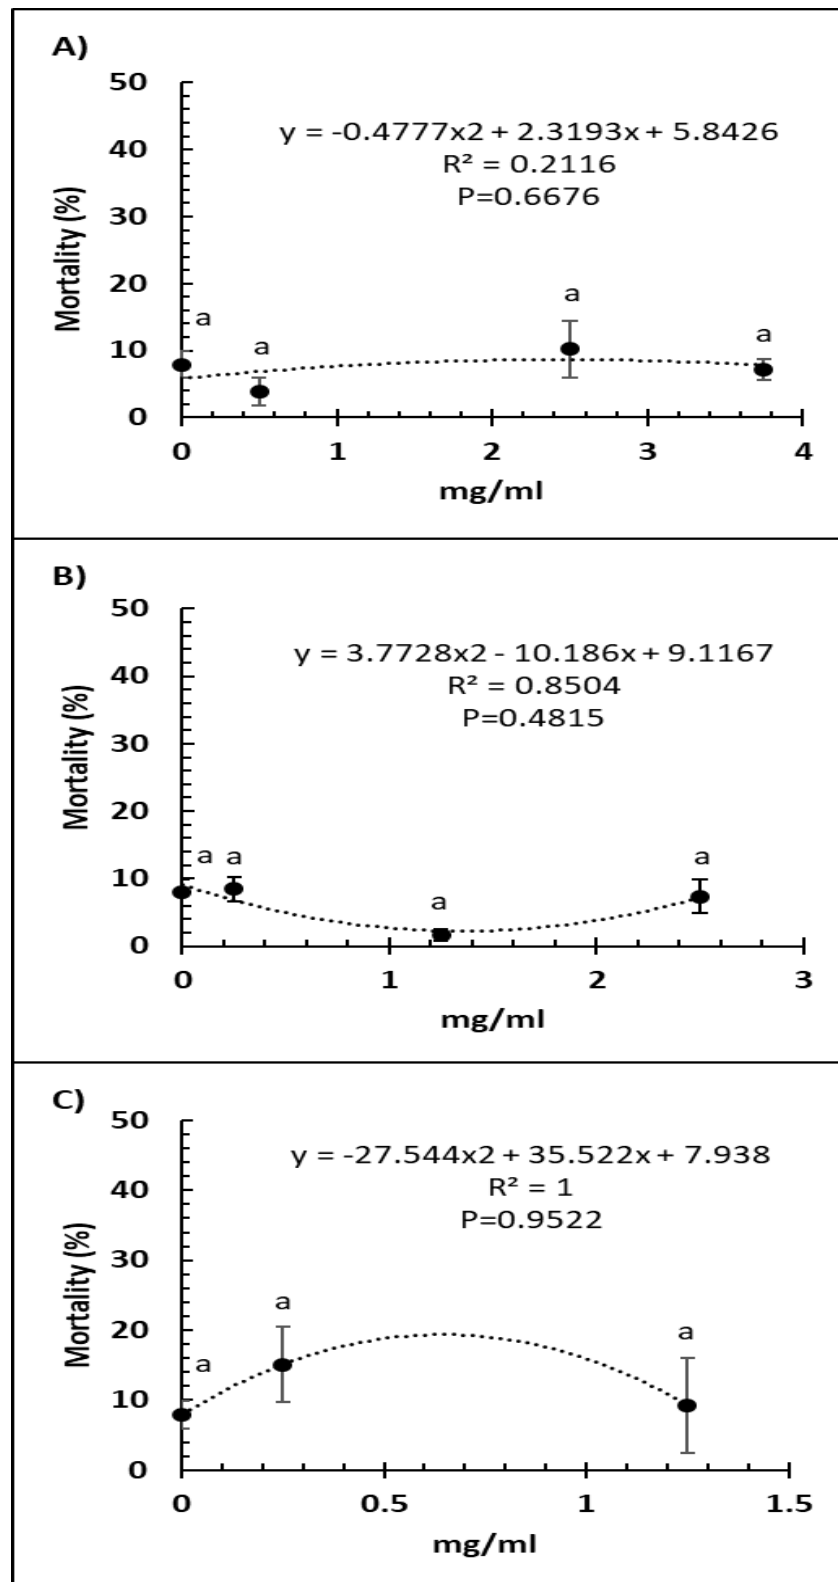 A)
y = -0.4777x2 + 2.3193x + 5.8426
R² = 0.2116
P=0.6676
Mortality (%)
50
40
30
20
10
0
a
a
a
a
0 1 2 3 4
mg/ml
B)
y = 3.7728x2 - 10.186x + 9.1167
R² = 0.8504
P=0.4815
Mortality (%)
50
40
30
20
10
0
a a
a
a
0 1 2 3
mg/ml
C)
y = -27.544x2 + 35.522x + 7.938
R² = 1
P=0.9522
Mortality (%)
50
40
30
20
10
0
a
a
a
0 0.5 1 1.5
mg/ml